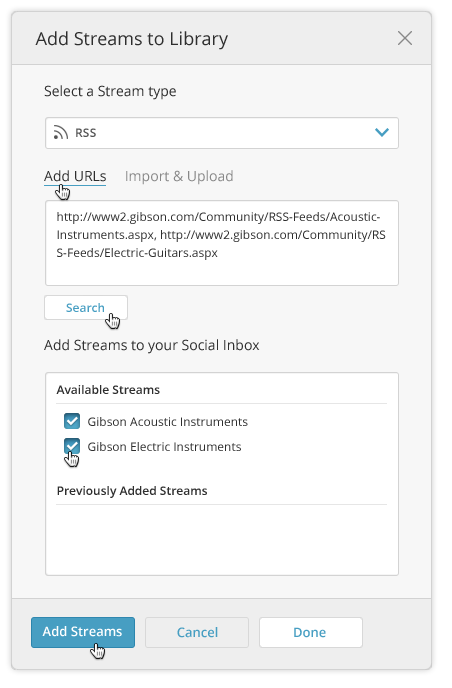 Add Streams to Library
Select a Stream type
RSS
Add URLs Import & Upload
http://www2.gibson.com/Community/RSS-Feeds/Acoustic-
Instruments.aspx, http://www2.gibson.com/Community/RS
S-Feeds/Electric-Guitars.aspx
Search
Add Streams to your Social Inbox
Available Streams
Gibson Acoustic Instruments
Gibson Electric Instruments
Previously Added Streams
Add Streams Cancel Done